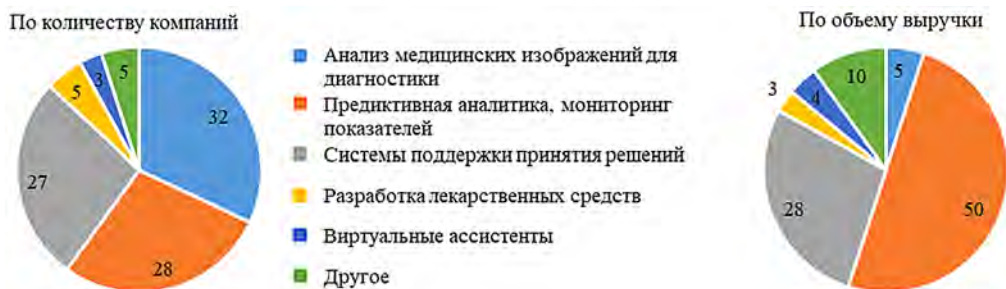 По количеству компаний
32
28
27
5
3
5
Анализ медицинских изображений для
диагностики
Предиктивная аналитика, мониторинг
показателей
Системы поддержки принятия решений
Разработка лекарственных средств
Виртуальные ассистенты
Другое
По объему выручки
5
50
28
3
4
10